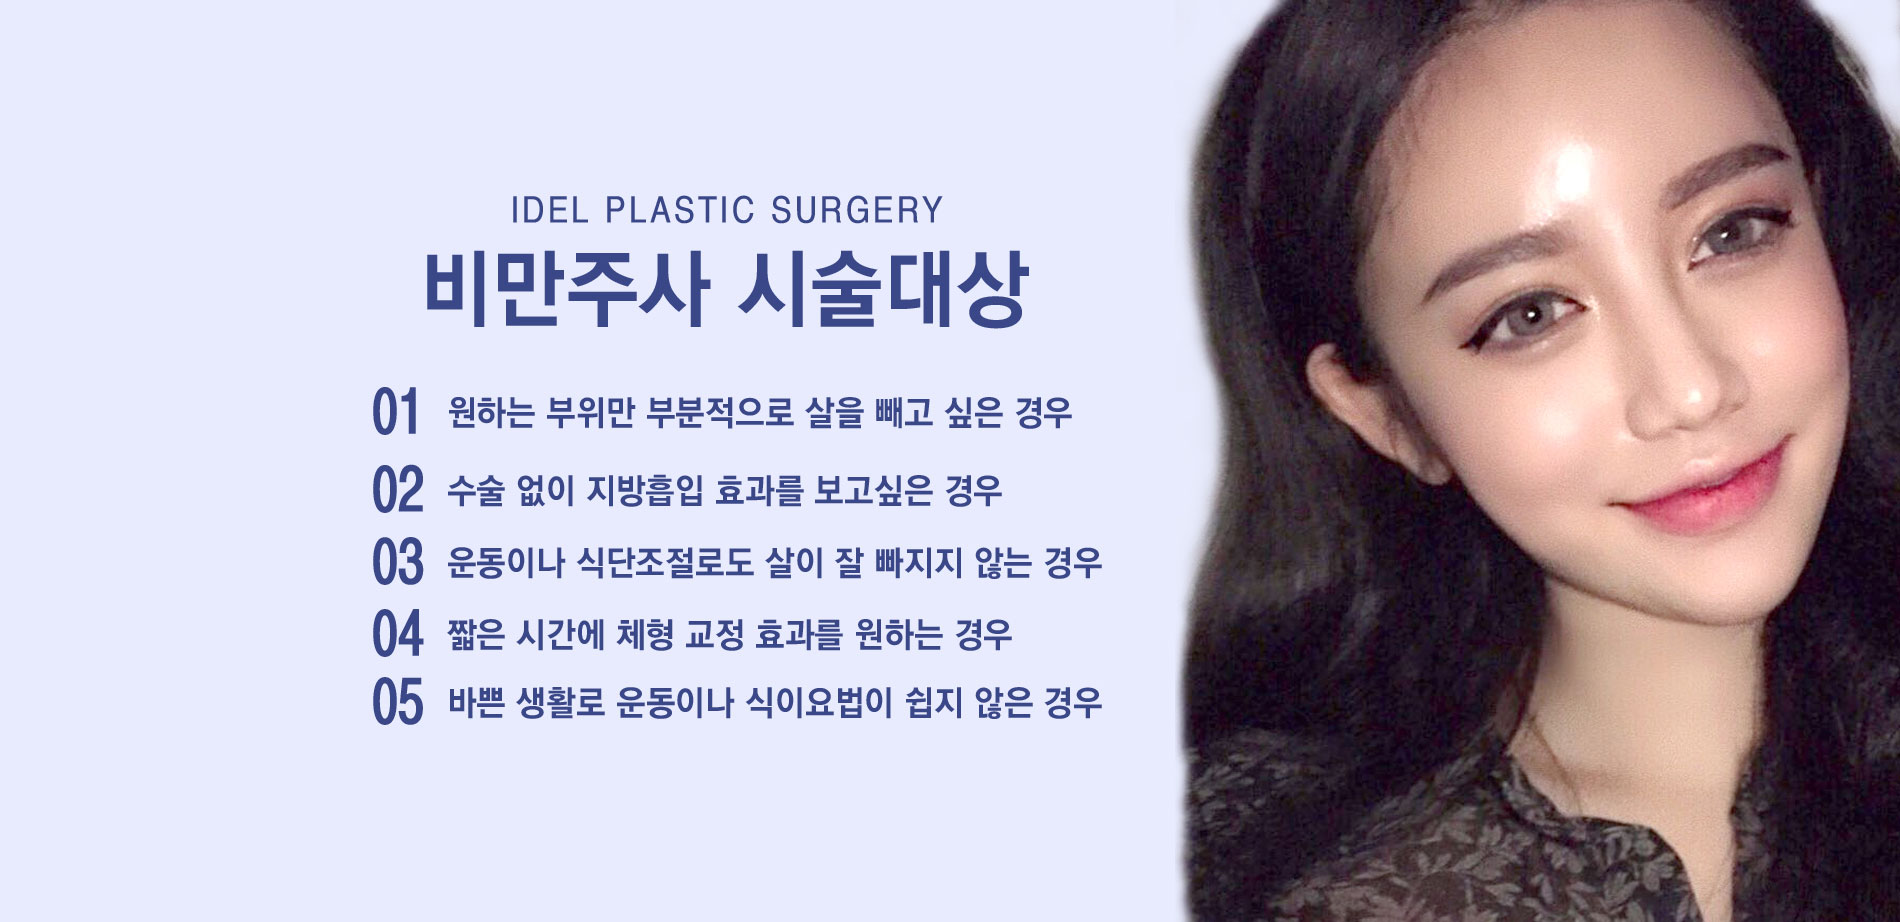 IDEL PLASTIC SURGERY
비만주사 시술대상
01 원하는 부위만 부분적으로 살을 빼고 싶은 경우
02 수술 없이 지방흡입 효과를 보고싶은 경우
03 운동이나 식단조절로도 살이 잘 빠지지 않는 경우
04 짧은 시간에 체형 교정 효과를 원하는 경우
05 바쁜 생활로 운동이나 식이요법이 쉽지 않은 경우